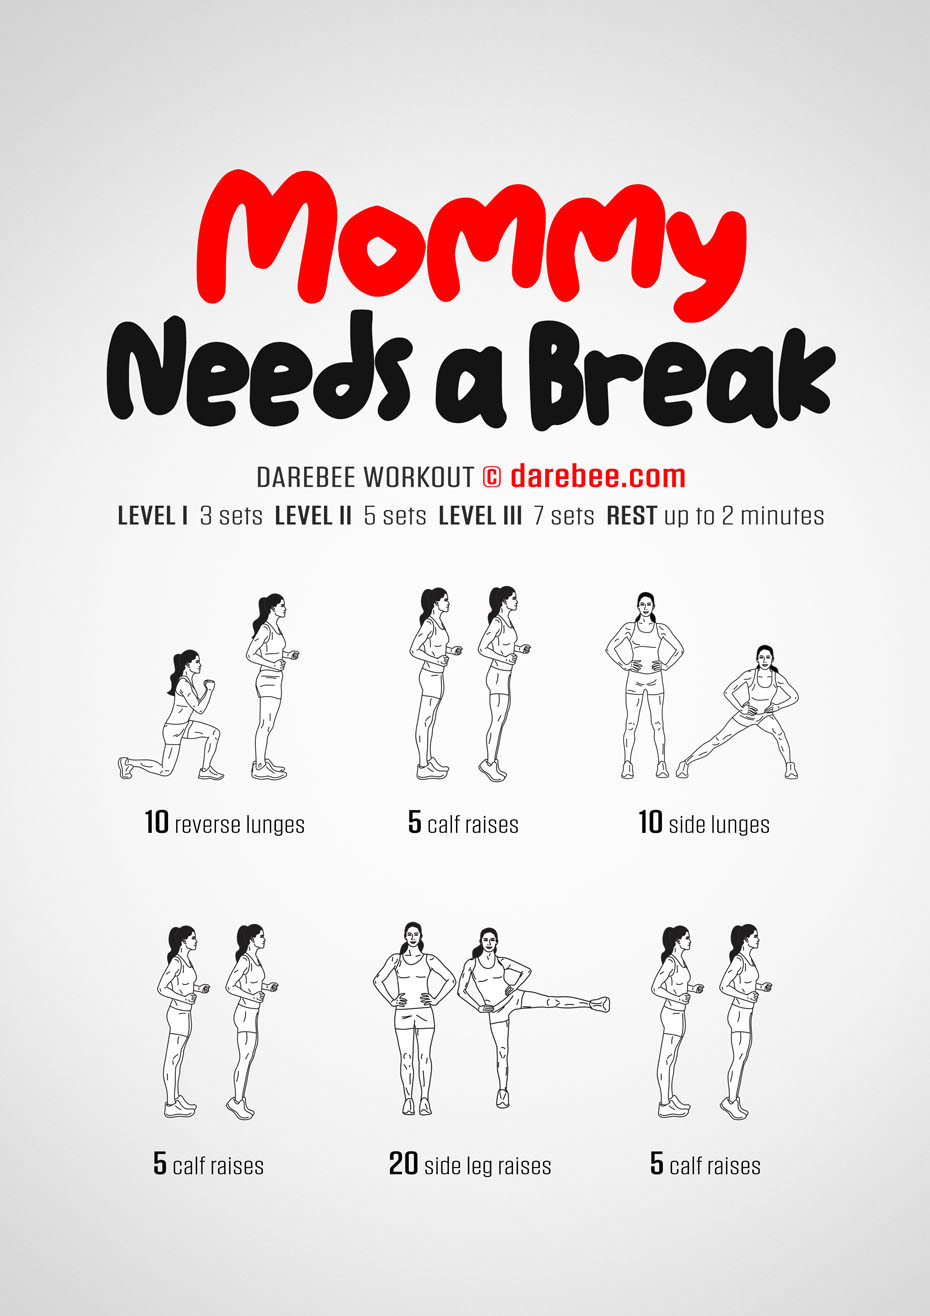 Mommy
Needs a Break
DAREBEE WORKOUT © darebee.com
LEVEL I 3 sets LEVEL II 5 sets LEVEL III 7 sets REST up to 2 minutes
10 reverse lunges
5 calf raises
10 side lunges
5 calf raises
20 side leg raises
5 calf raises